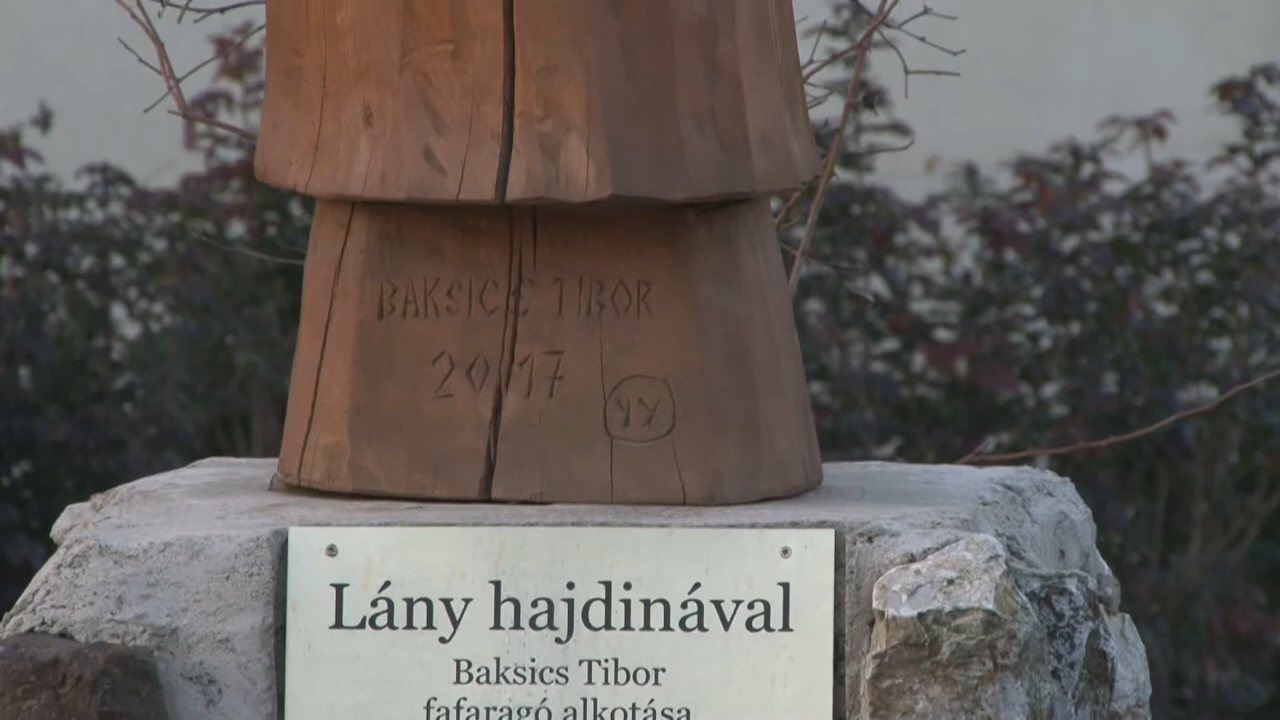 BAKSICS TIBOR
2017
Lány hajdinával
Baksics Tibor
fafaragó alkotása